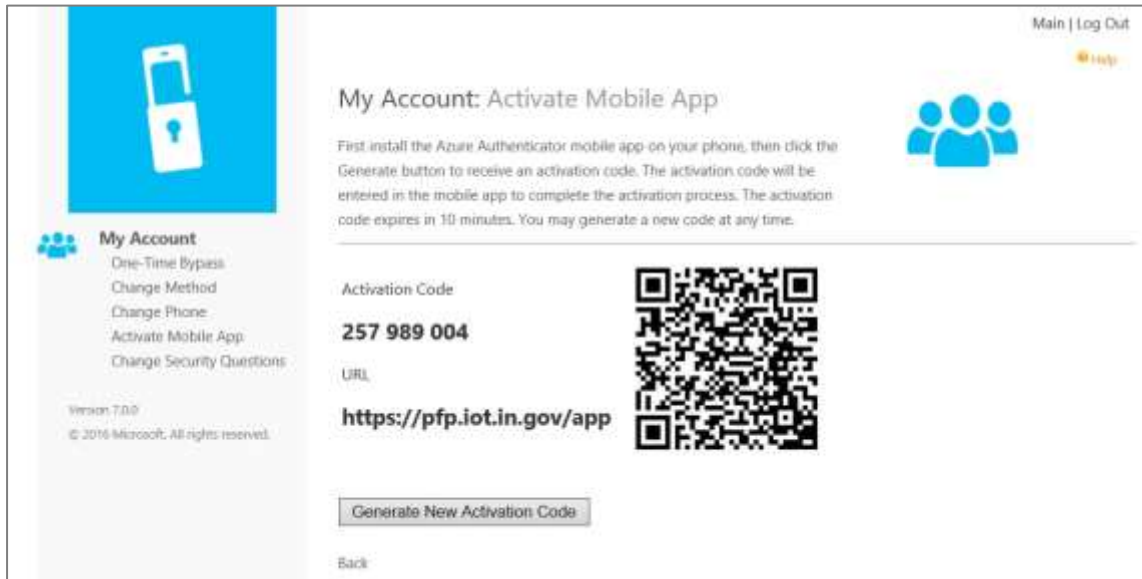 Main | Log Out
Help
My Account: Activate Mobile App
First install the Azure Authenticator mobile app on your phone, then click the
Generate button to receive an activation code. The activation code will be
entered in the mobile app to complete the activation process. The activation
code expires in 10 minutes. You may generate a new code at any time.
My Account
One-Time Bypass
Change Method
Change Phone
Activate Mobile App
Change Security Questions
Version 7.0.0
© 2016 Microsoft. All rights reserved.
Activation Code
257 989 004
URL
https://pfp.iot.in.gov/app
Generate New Activation Code
Back